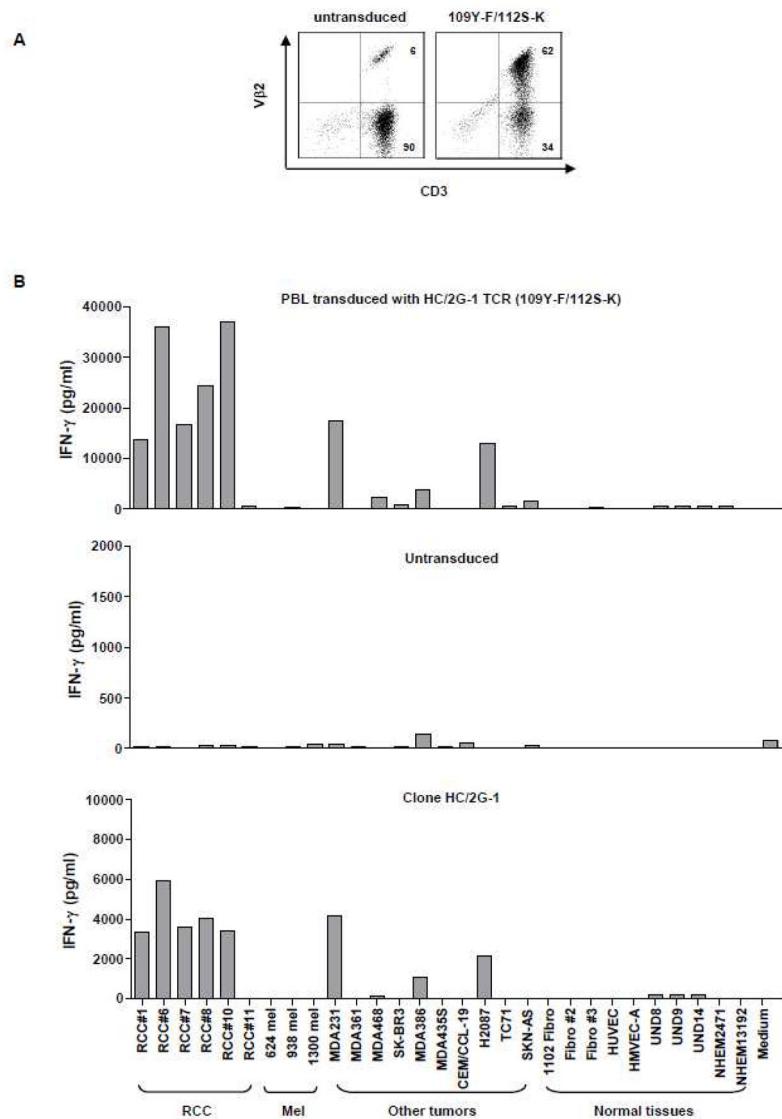 A
untransduced
109Y-F/112S-K
Vβ2
6
90
62
34
CD3
B
PBL transduced with HC/2G-1 TCR (109Y-F/112S-K)
IFN-γ (pg/ml)
40000
30000
20000
10000
0
Untransduced
IFN-γ (pg/ml)
2000
1500
1000
500
0
Clone HC/2G-1
IFN-γ (pg/ml)
10000
8000
6000
4000
2000
0
RCC#1
RCC#6
RCC#7
RCC#8
RCC#10
RCC#11
624 mel
938 mel
1300 mel
MDA231
MDA361
MDA468
SK-BR3
MDA386
MDA435S
CEM/CCL-19
H2087
TC71
SKN-AS
1102 Fibro
Fibro #2
Fibro #3
HUVEC
HMVEC-A
UND8
UND9
UND14
NHEM2471
NHEM13192
Medium
RCC
Mel
Other tumors
Normal tissues